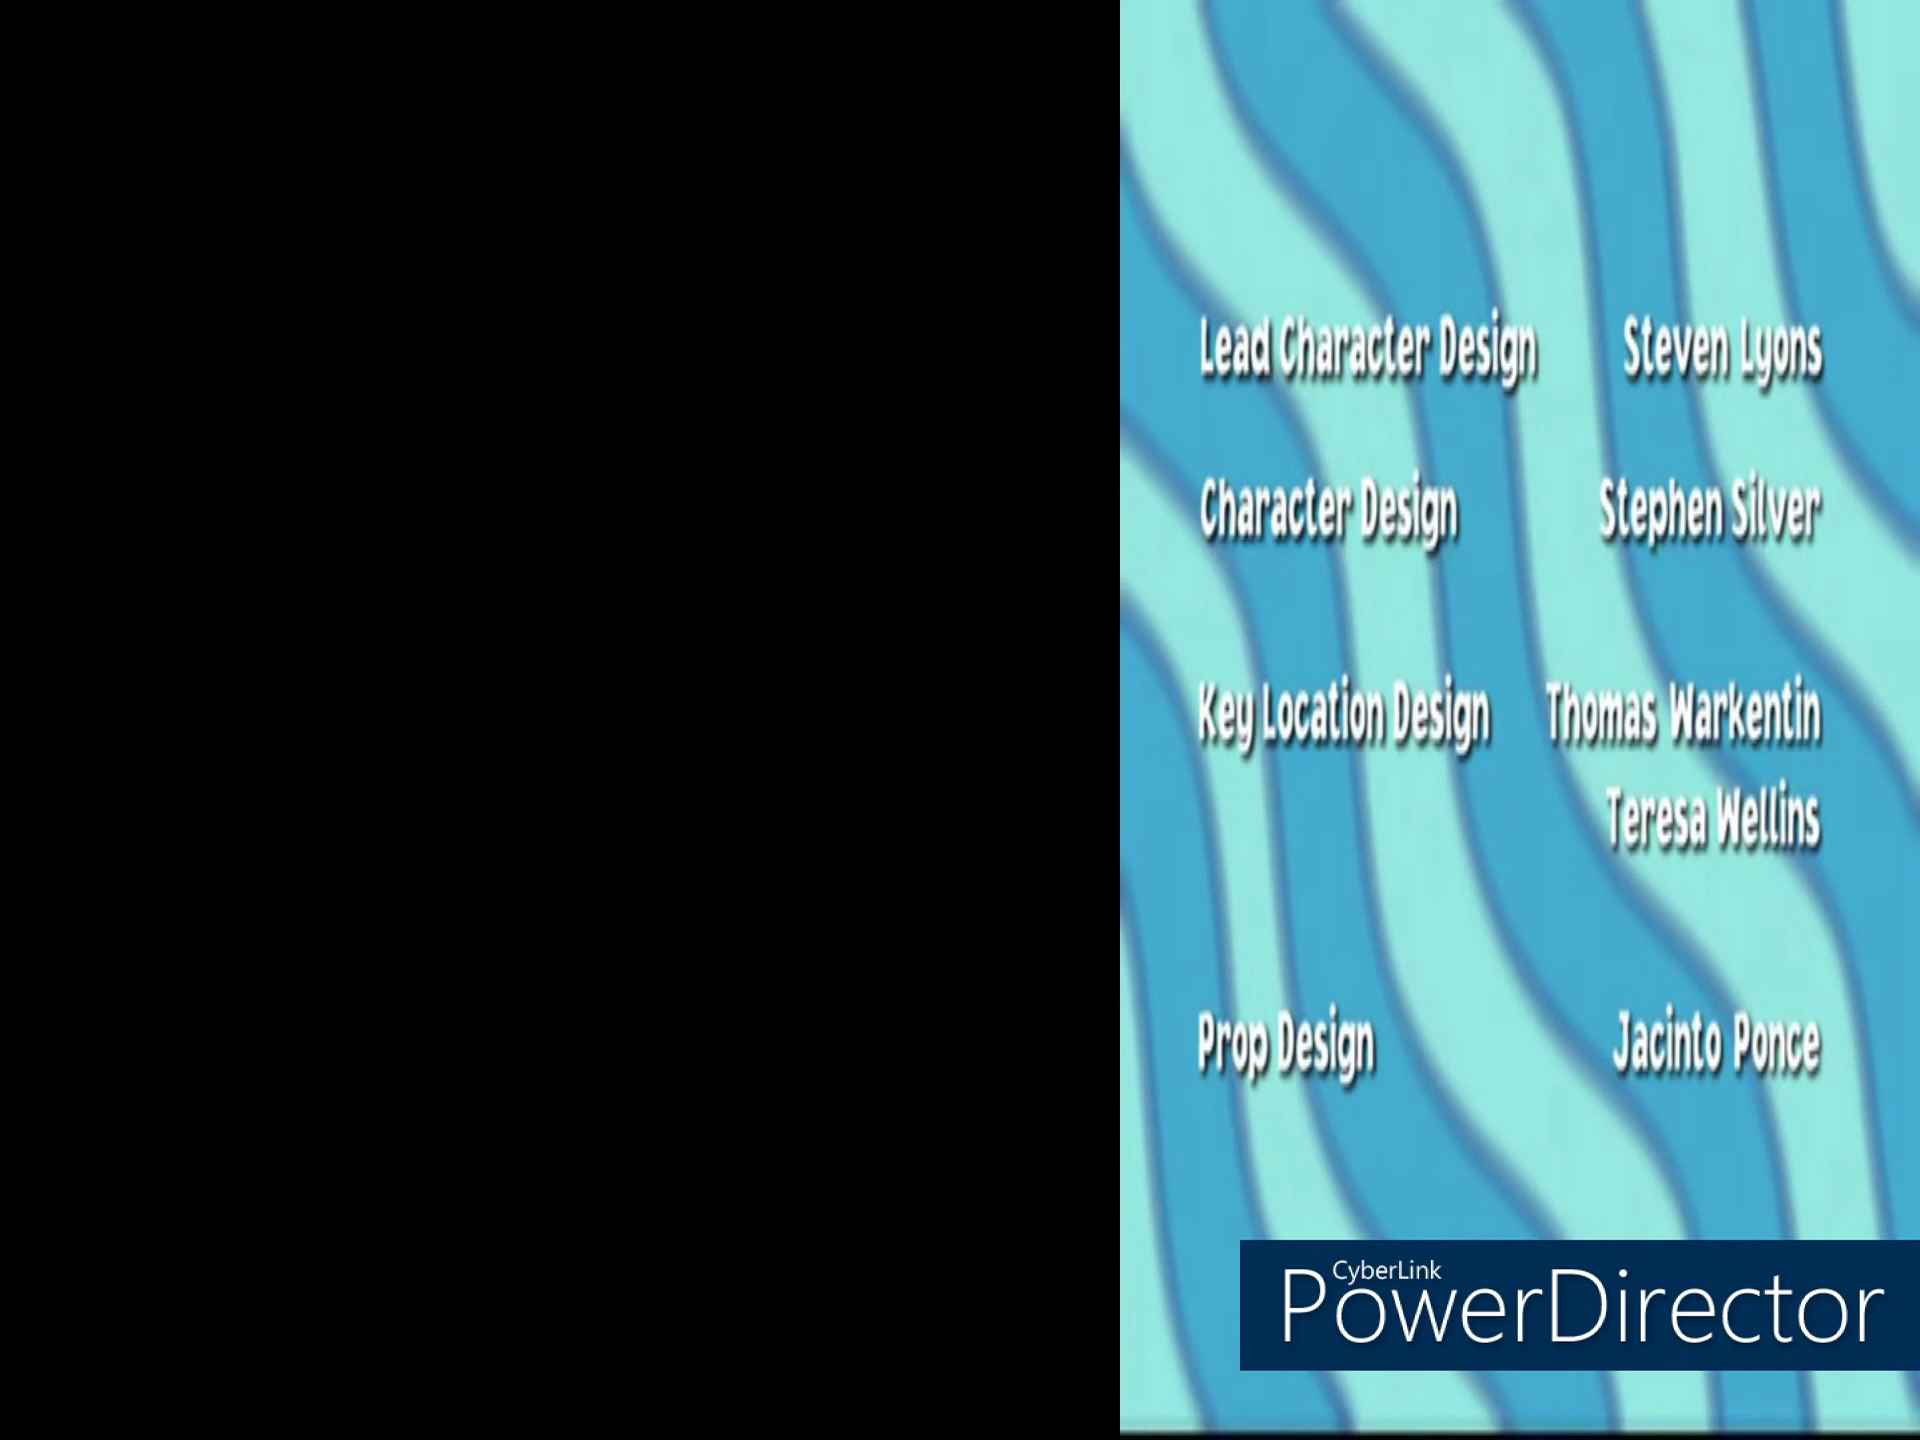 Lead Character Design Steven Lyons
Character Design Stephen Silver
Key Location Design Thomas Warkentin
Teresa Wellins
Prop Design Jacinto Ponce
CyberLink
PowerDirector